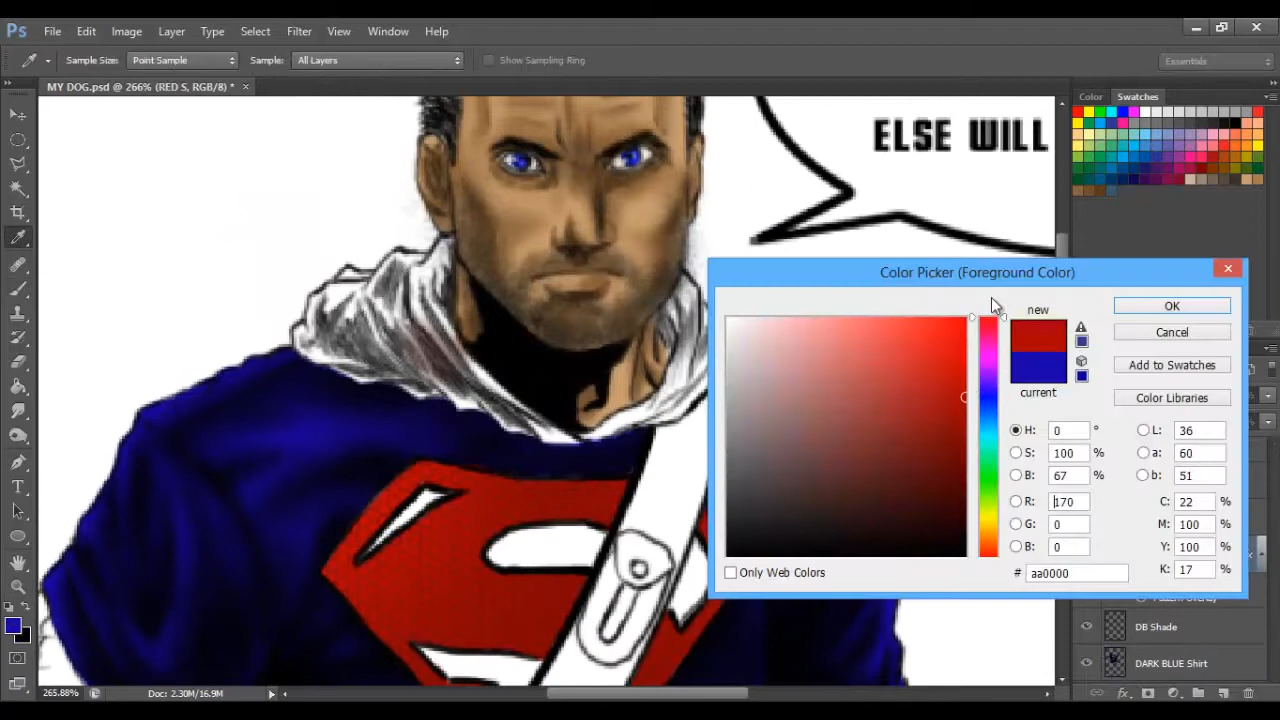 Ps File Edit Image Layer Type Select Filter View Window Help
Sample Size: Point Sample Sample: All Layers Show Sampling Ring Essentials
MY DOG.psd @ 266% (RED S, RGB/8) * × Color Swatches
ELSE WILL
Color Picker (Foreground Color)
new
OK
Cancel
Add to Swatches
current
Color Libraries
H: 0 ° L: 36
S: 100 % a: 60
B: 67 % b: 51
R: 170 C: 22 %
G: 0 M: 100 %
B: 0 Y: 100 %
Only Web Colors # aa0000 K: 17 %
DB Shade
DARK BLUE Shirt
265.88% Doc: 2.30M/16.9M